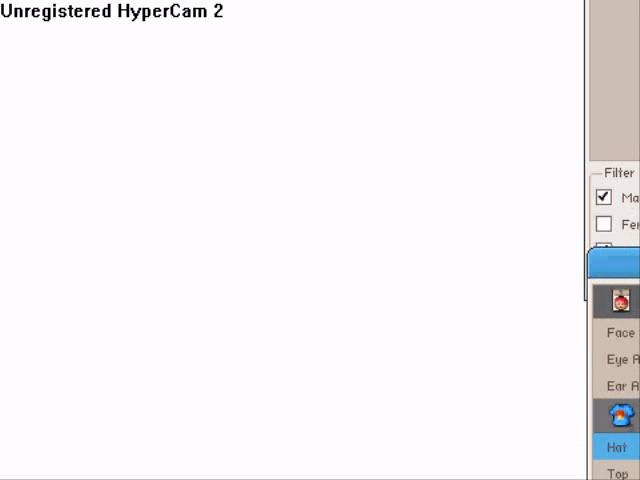 Unregistered HyperCam 2
Filter
Face
Eye A
Ear A
Hat
Top